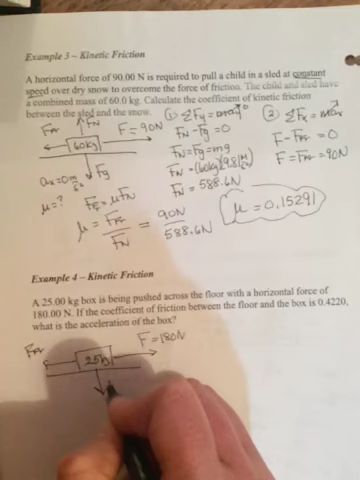 Example 3 – Kinetic Friction
A horizontal force of 90.00 N is required to pull a child in a sled at constant
speed over dry snow to overcome the force of friction. The child and sled have
a combined mass of 60.0 kg. Calculate the coefficient of kinetic friction
between the sled and the snow.
① ΣFy = may 0
FN - Fg = 0
FN = Fg = mg
FN = (60kg)(9.81 m/s²)
FN = 588.6N
② ΣFx = max 0
F - Ffr = 0
F = Ffr = 90N
Ffr
FN
F = 90N
60kg
Fg
ax = 0 m/s²
μ = ?
Ffr = μFN
μ = Ffr/FN = 90N/588.6N
μ = 0.15291
Example 4 – Kinetic Friction
A 25.00 kg box is being pushed across the floor with a horizontal force of
180.00 N. If the coefficient of friction between the floor and the box is 0.4220,
what is the acceleration of the box?
Ffr
25kg
F = 180N